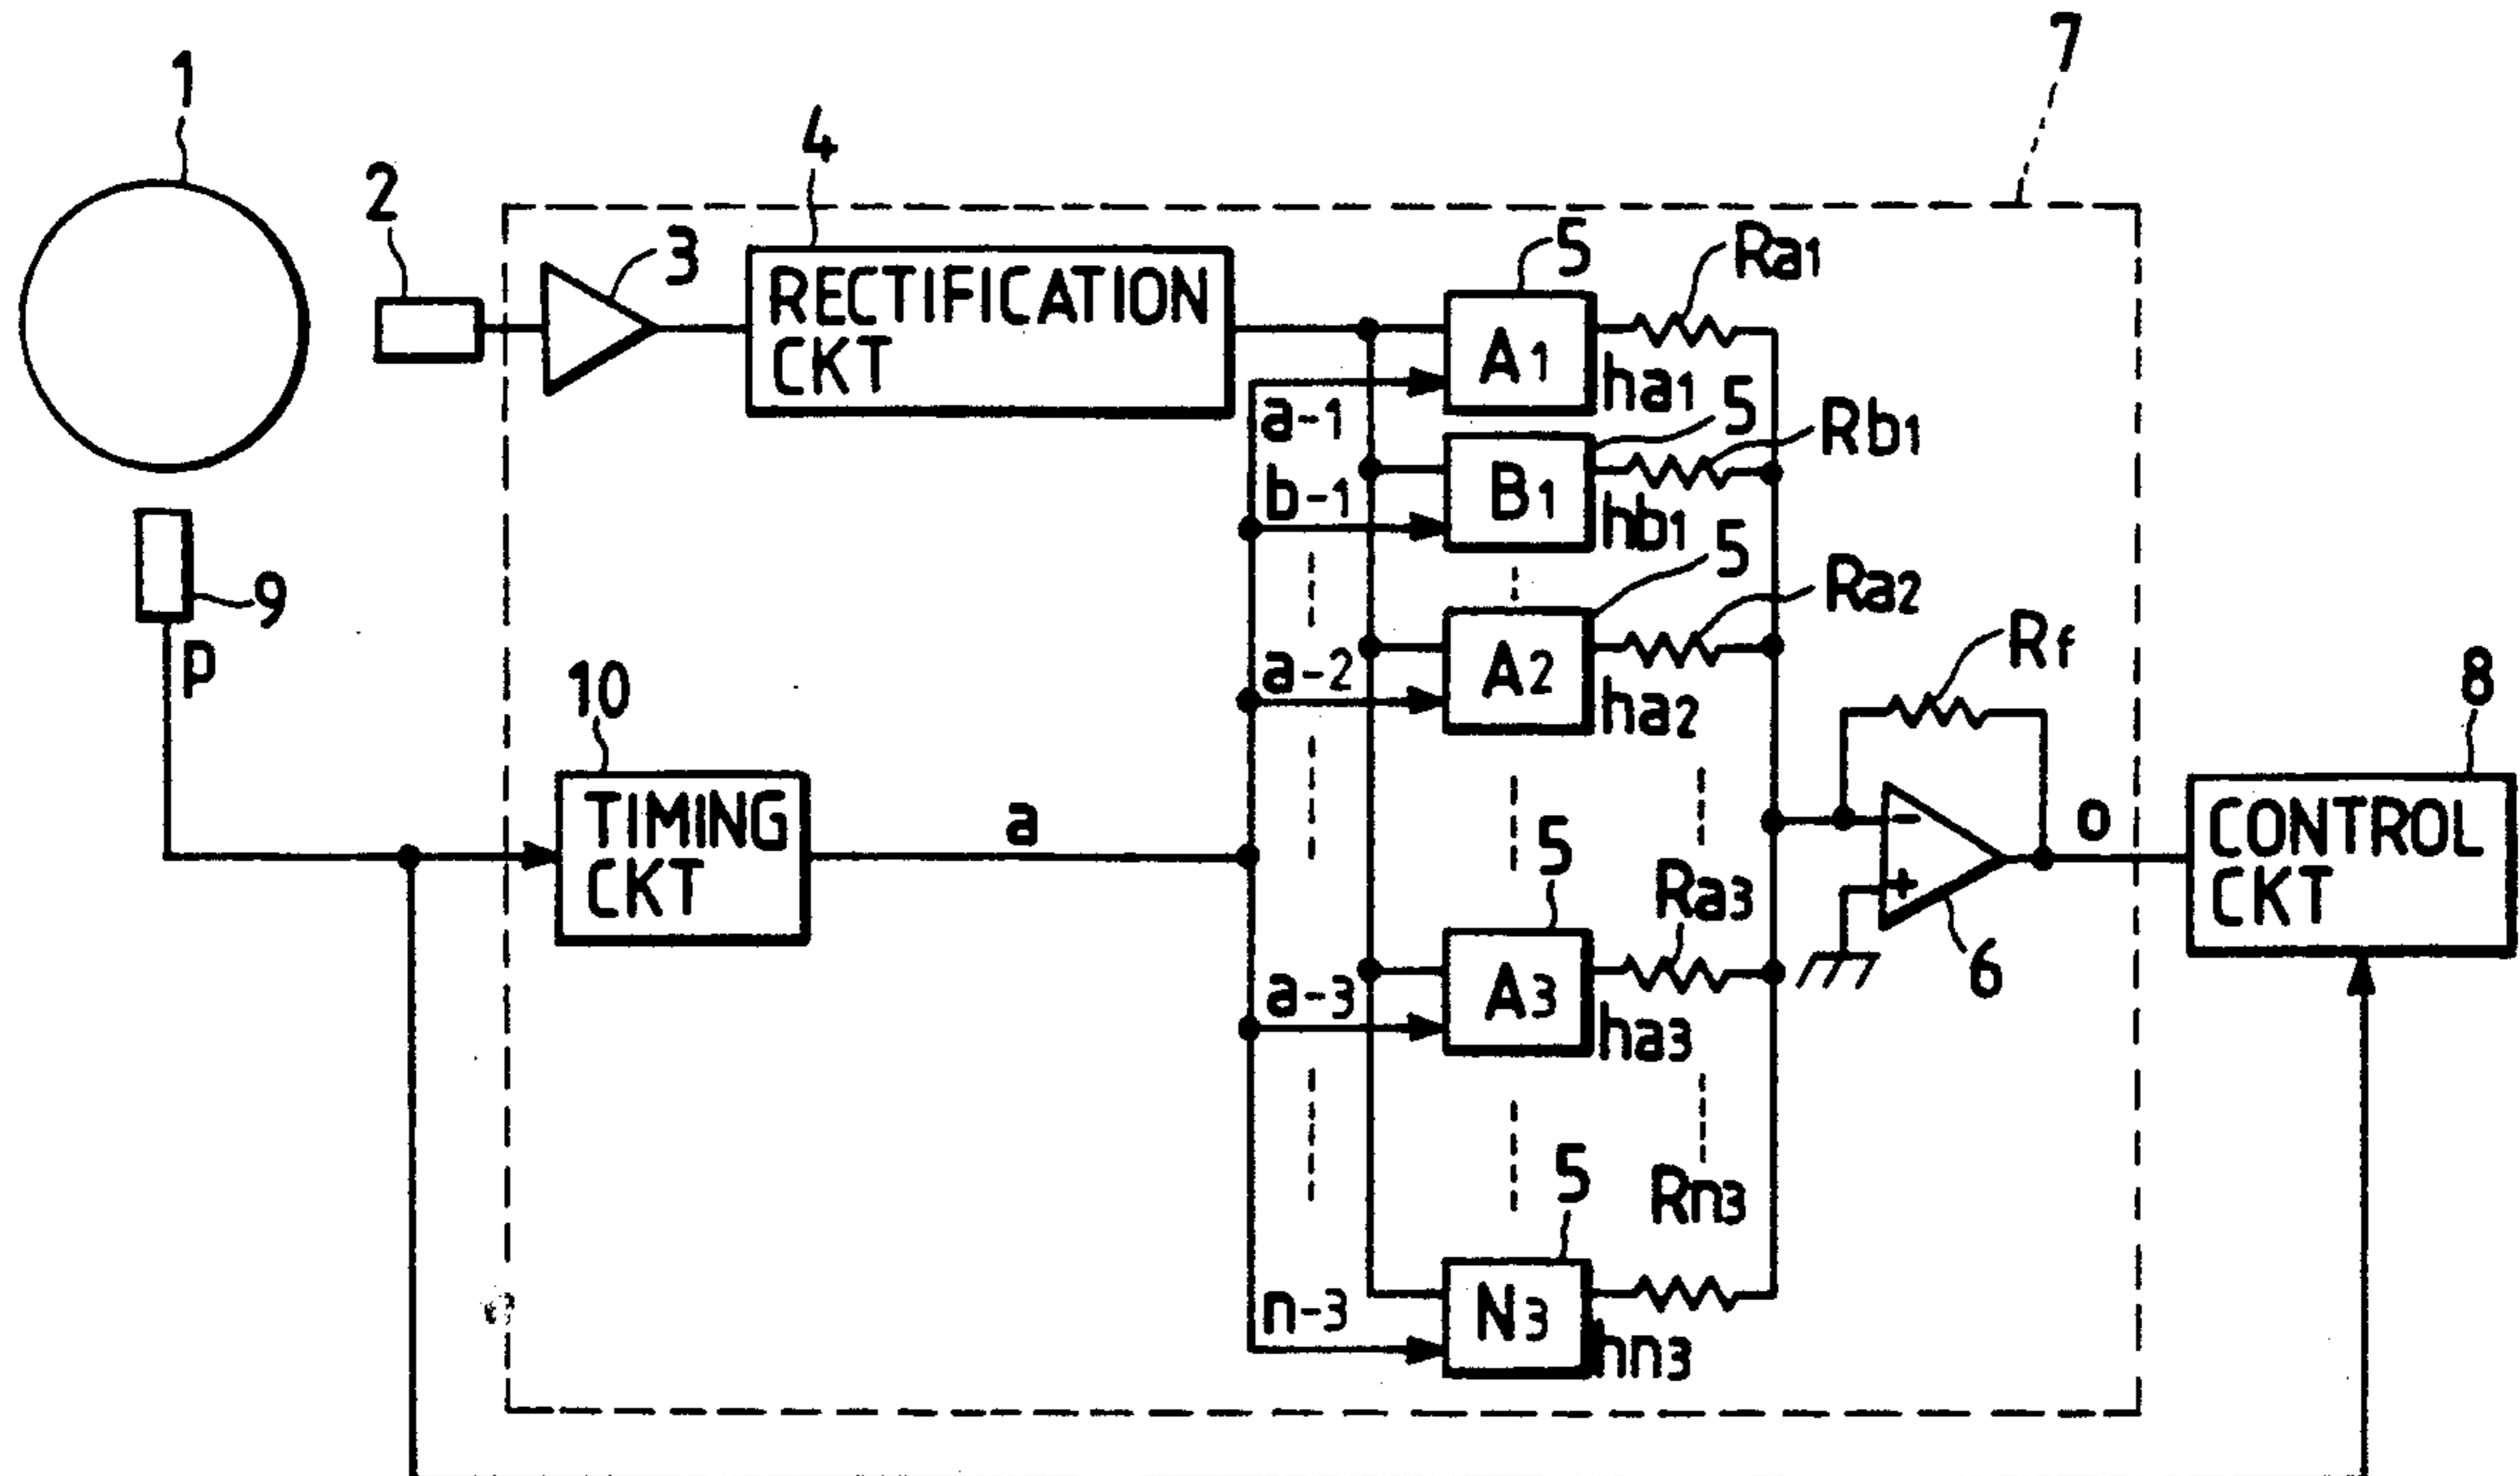 7
1
4
2
3
5
Ra1
RECTIFICATION
CKT
A1
ha1
5
Rb1
a-1
b-1
B1
hb1
5
Ra2
9
p
a-2
A2
ha2
Rf
8
10
TIMING
CKT
a
5
Ra3
-
+
6
o
CONTROL
CKT
a-3
A3
ha3
5
Rn3
n-3
N3
hn3